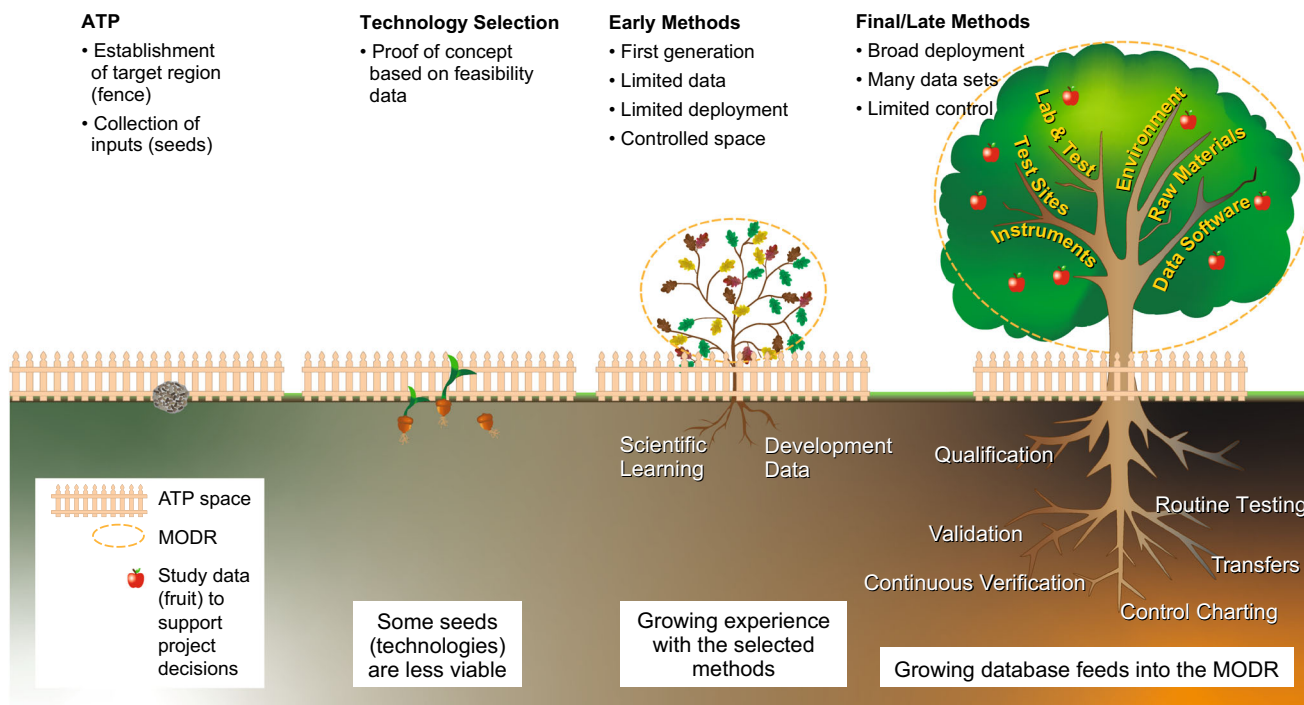 ATP
• Establishment
of target region
(fence)
• Collection of
inputs (seeds)
Technology Selection
• Proof of concept
based on feasibility
data
Early Methods
• First generation
• Limited data
• Limited deployment
• Controlled space
Final/Late Methods
• Broad deployment
• Many data sets
• Limited control
Lab & Test
Test Sites
Instruments
Environment
Raw Materials
Data Software
Scientific
Learning
Development
Data
Qualification
Routine Testing
Validation
Transfers
Continuous Verification
Control Charting
ATP space
MODR
Study data
(fruit) to
support
project
decisions
Some seeds
(technologies)
are less viable
Growing experience
with the selected
methods
Growing database feeds into the MODR